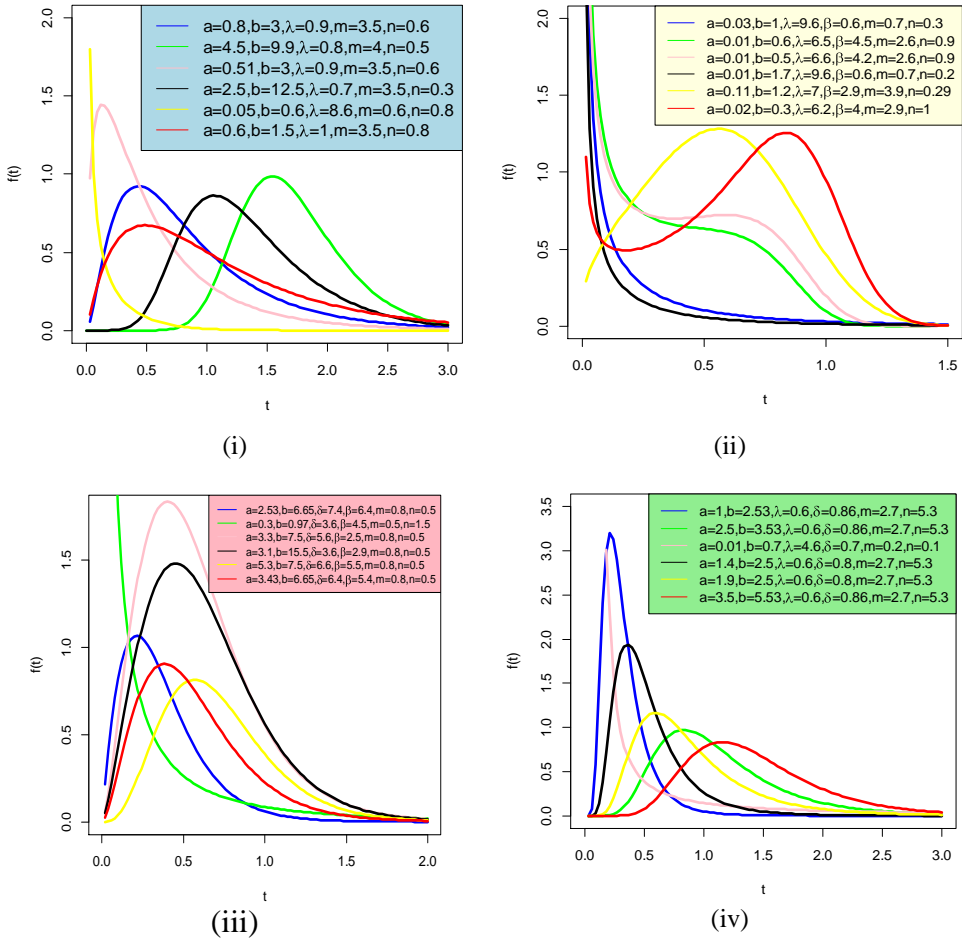 a=0.8,b=3,λ=0.9,m=3.5,n=0.6
a=4.5,b=9.9,λ=0.8,m=4,n=0.5
a=0.51,b=3,λ=0.9,m=3.5,n=0.6
a=2.5,b=12.5,λ=0.7,m=3.5,n=0.3
a=0.05,b=0.6,λ=8.6,m=0.6,n=0.8
a=0.6,b=1.5,λ=1,m=3.5,n=0.8
f(t)
2.0
1.5
1.0
0.5
0.0
0.0 0.5 1.0 1.5 2.0 2.5 3.0
t
(i)
a=0.03,b=1,λ=9.6,β=0.6,m=0.7,n=0.3
a=0.01,b=0.6,λ=6.5,β=4.5,m=2.6,n=0.9
a=0.01,b=0.5,λ=6.6,β=4.2,m=2.6,n=0.9
a=0.01,b=1.7,λ=9.6,β=0.6,m=0.7,n=0.2
a=0.11,b=1.2,λ=7,β=2.9,m=3.9,n=0.29
a=0.02,b=0.3,λ=6.2,β=4,m=2.9,n=1
f(t)
2.0
1.5
1.0
0.5
0.0
0.0 0.5 1.0 1.5
t
(ii)
a=2.53,b=6.65,δ=7.4,β=6.4,m=0.8,n=0.5
a=0.3,b=0.97,δ=3.6,β=4.5,m=0.5,n=1.5
a=3.3,b=7.5,δ=5.6,β=2.5,m=0.8,n=0.5
a=3.1,b=15.5,δ=3.6,β=2.9,m=0.8,n=0.5
a=5.3,b=7.5,δ=6.6,β=5.5,m=0.8,n=0.5
a=3.43,b=6.65,δ=6.4,β=5.4,m=0.8,n=0.5
f(t)
1.5
1.0
0.5
0.0
0.0 0.5 1.0 1.5 2.0
t
(iii)
a=1,b=2.53,λ=0.6,δ=0.86,m=2.7,n=5.3
a=2.5,b=3.53,λ=0.6,δ=0.86,m=2.7,n=5.3
a=0.01,b=0.7,λ=4.6,δ=0.7,m=0.2,n=0.1
a=1.4,b=2.5,λ=0.6,δ=0.8,m=2.7,n=5.3
a=1.9,b=2.5,λ=0.6,δ=0.8,m=2.7,n=5.3
a=3.5,b=5.53,λ=0.6,δ=0.86,m=2.7,n=5.3
f(t)
3.5
3.0
2.5
2.0
1.5
1.0
0.5
0.0
0.0 0.5 1.0 1.5 2.0 2.5 3.0
t
(iv)